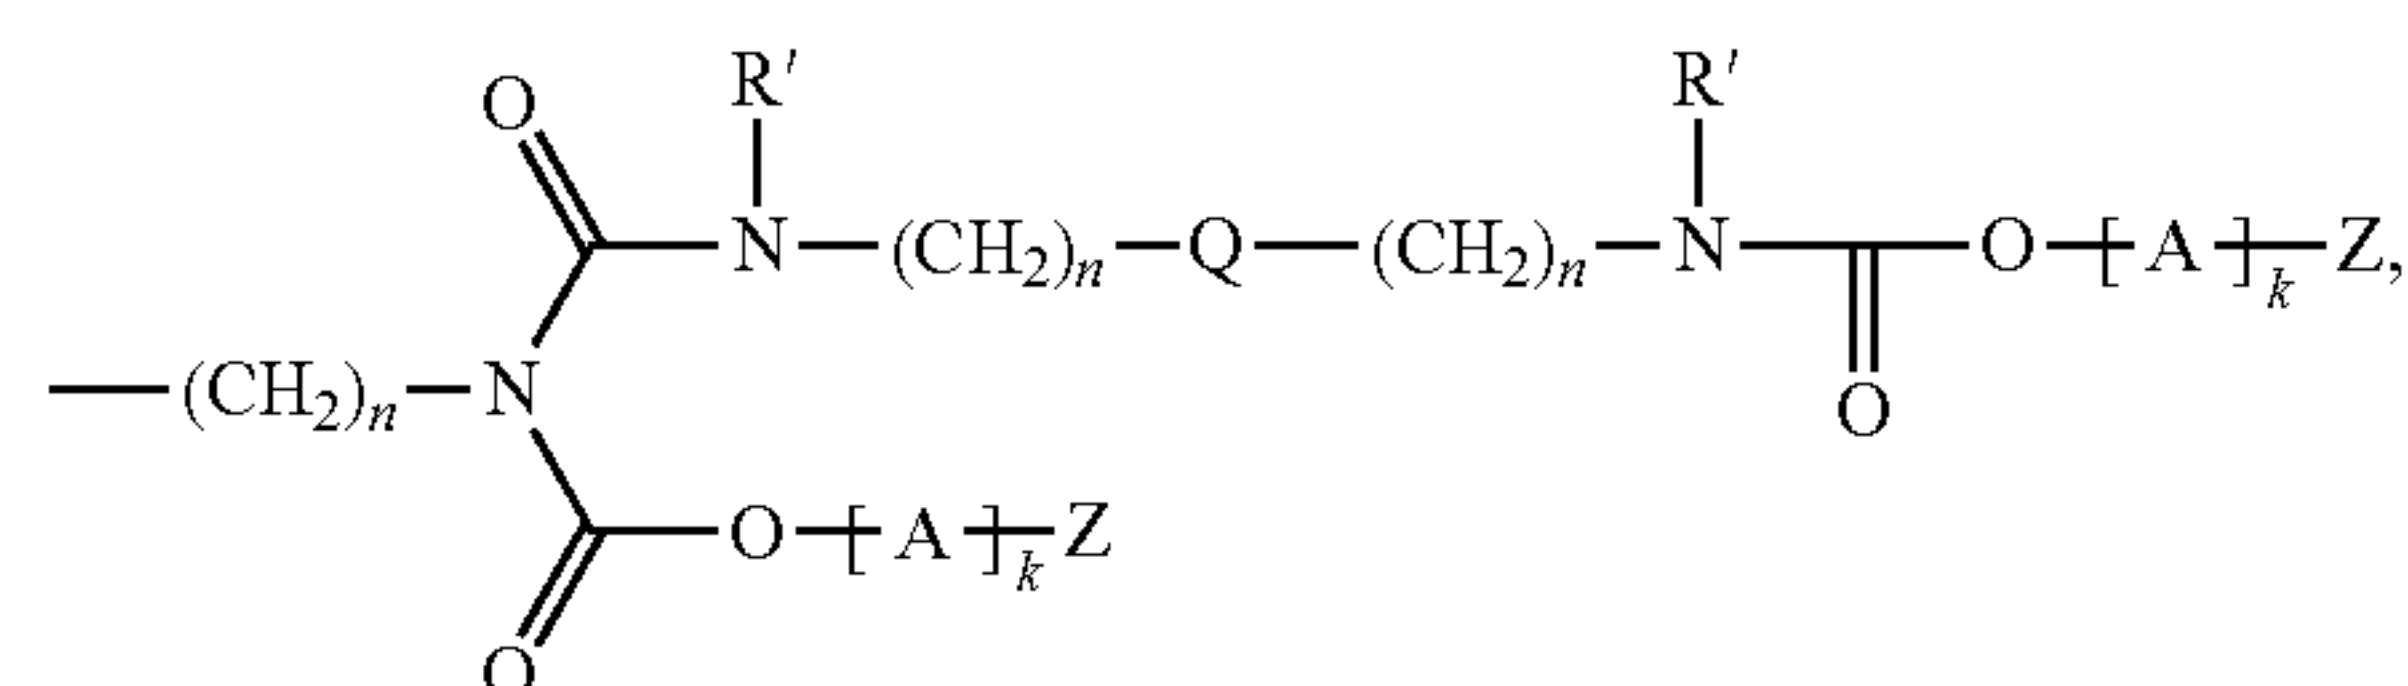 R' R'
O
N—(CH₂)ₙ—Q—(CH₂)ₙ—N O—[A]ₖ—Z,
—(CH₂)ₙ—N
O
O—[A]ₖ—Z
O